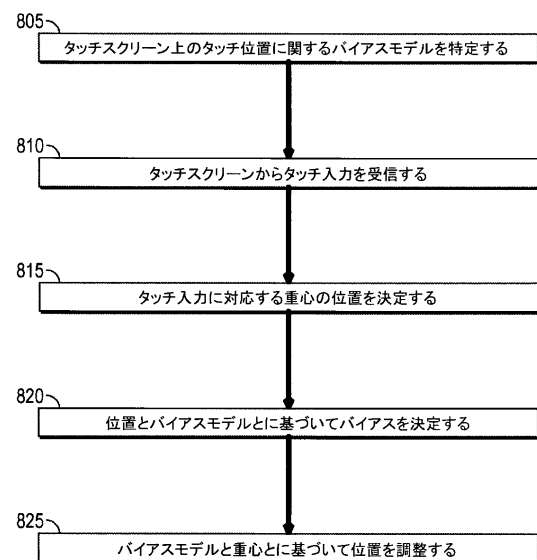 805
タッチスクリーン上のタッチ位置に関するバイアスモデルを特定する
810
タッチスクリーンからタッチ入力を受信する
815
タッチ入力に対応する重心の位置を決定する
820
位置とバイアスモデルとに基づいてバイアスを決定する
825
バイアスモデルと重心とに基づいて位置を調整する